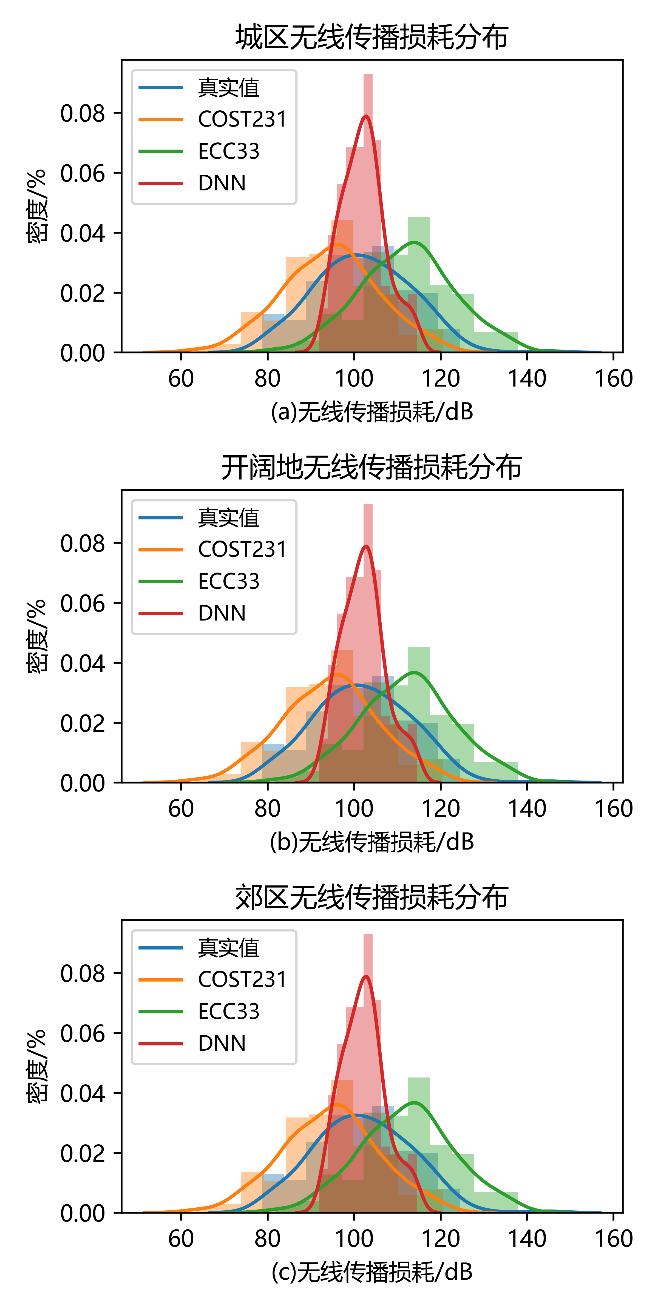 城区无线传播损耗分布
真实值
COST231
ECC33
DNN
密度/%
0.08
0.06
0.04
0.02
0.00
60 80 100 120 140 160
(a)无线传播损耗/dB
开阔地无线传播损耗分布
真实值
COST231
ECC33
DNN
密度/%
0.08
0.06
0.04
0.02
0.00
60 80 100 120 140 160
(b)无线传播损耗/dB
郊区无线传播损耗分布
真实值
COST231
ECC33
DNN
密度/%
0.08
0.06
0.04
0.02
0.00
60 80 100 120 140 160
(c)无线传播损耗/dB